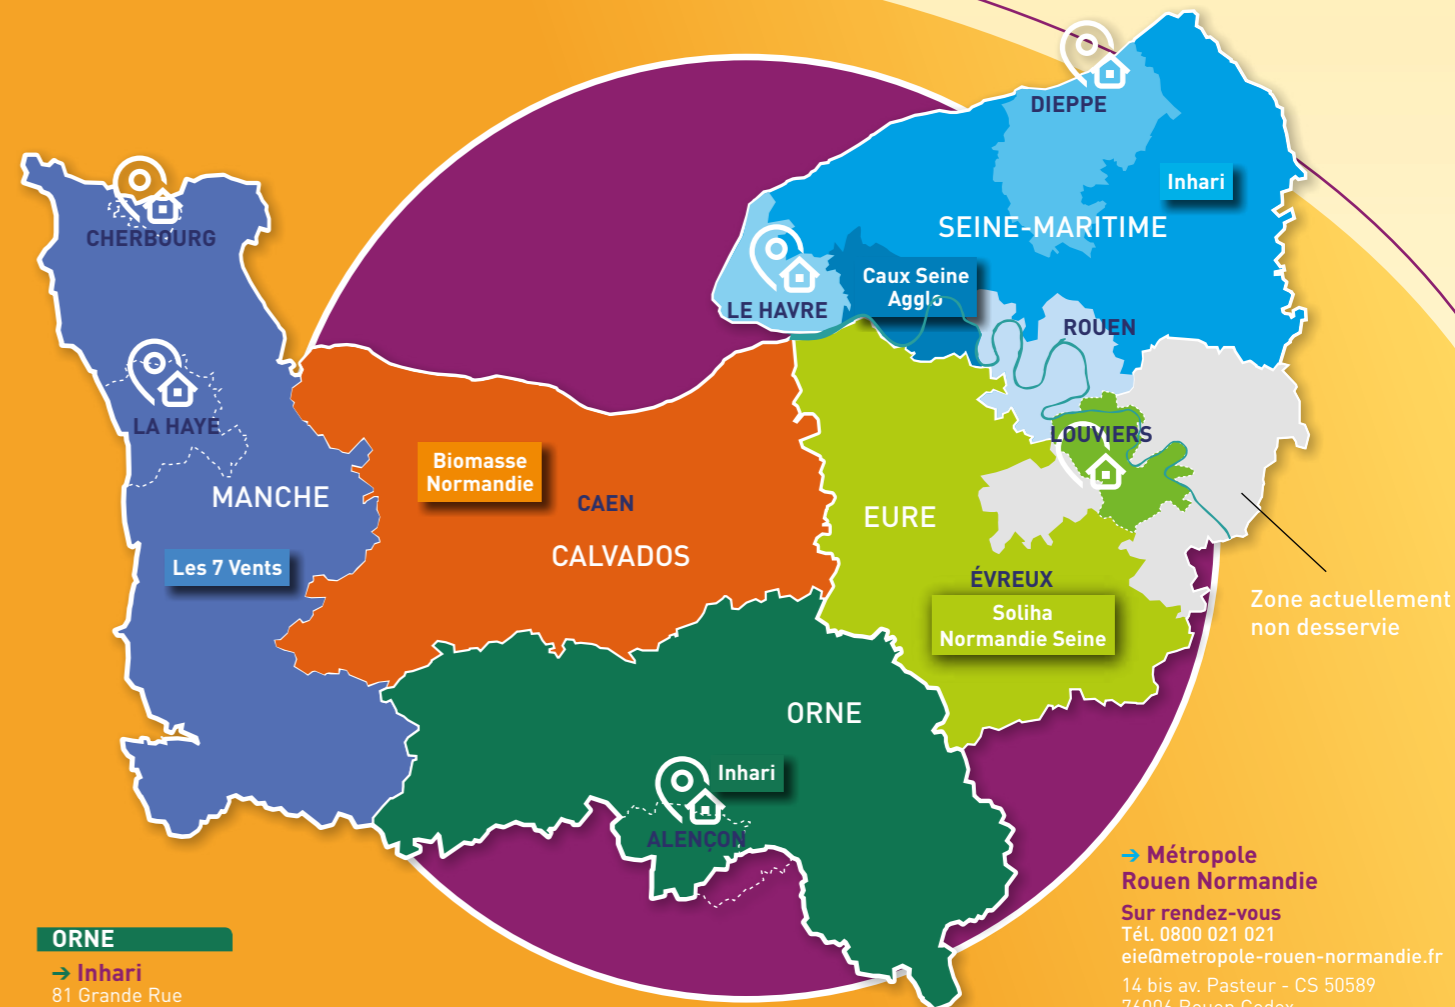 DIEPPE
Inhari
SEINE-MARITIME
CHERBOURG
Caux Seine
Agglo
LE HAVRE
ROUEN
LA HAYE
LOUVIERS
Biomasse
Normandie
MANCHE
CAEN
EURE
CALVADOS
Les 7 Vents
ÉVREUX
Soliha
Normandie Seine
Zone actuellement
non desservie
ORNE
Inhari
ALENÇON
→ Métropole
Rouen Normandie
Sur rendez-vous
Tél. 0800 021 021
eie@metropole-rouen-normandie.fr
14 bis av. Pasteur - CS 50589
76006 Rouen Cedex
ORNE
→ Inhari
81 Grande Rue